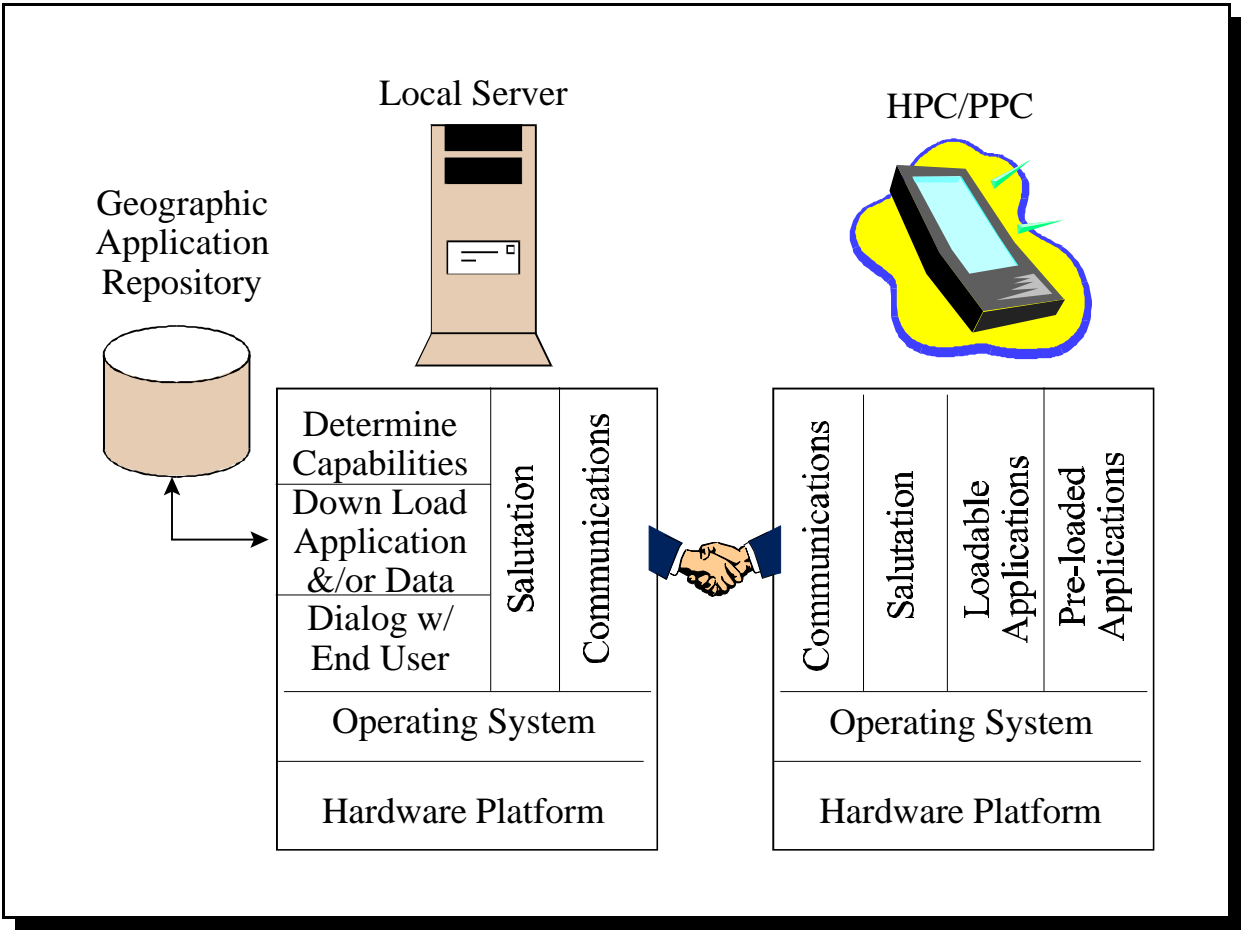 Local Server
HPC/PPC
Geographic
Application
Repository
Determine
Capabilities
Down Load
Application
&/or Data
Dialog w/
End User
Salutation
Communications
Operating System
Hardware Platform
Communications
Salutation
Loadable
Applications
Pre-loaded
Applications
Operating System
Hardware Platform